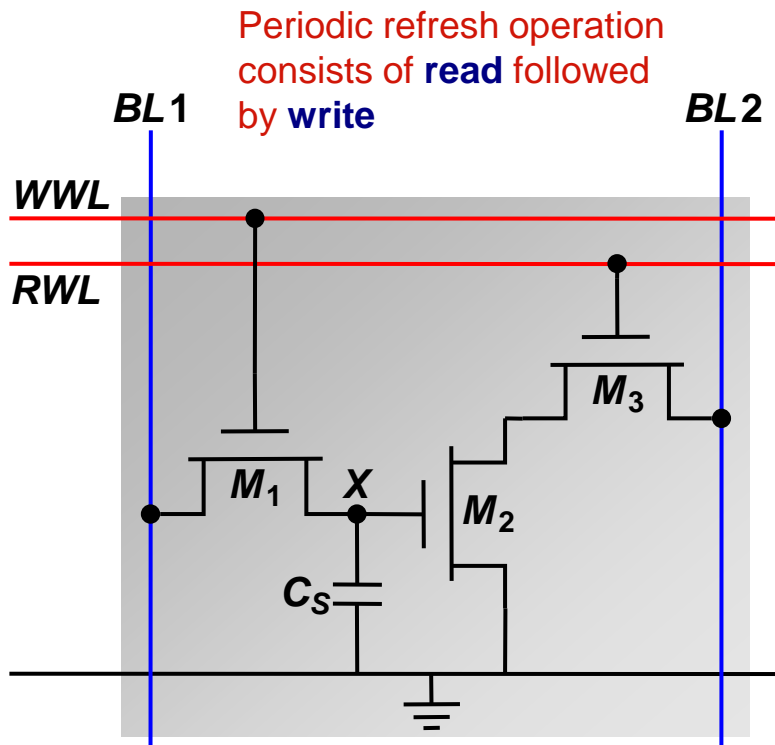 Periodic refresh operation
consists of read followed
by write
BL1
BL2
WWL
RWL
M3
M1
X
M2
CS